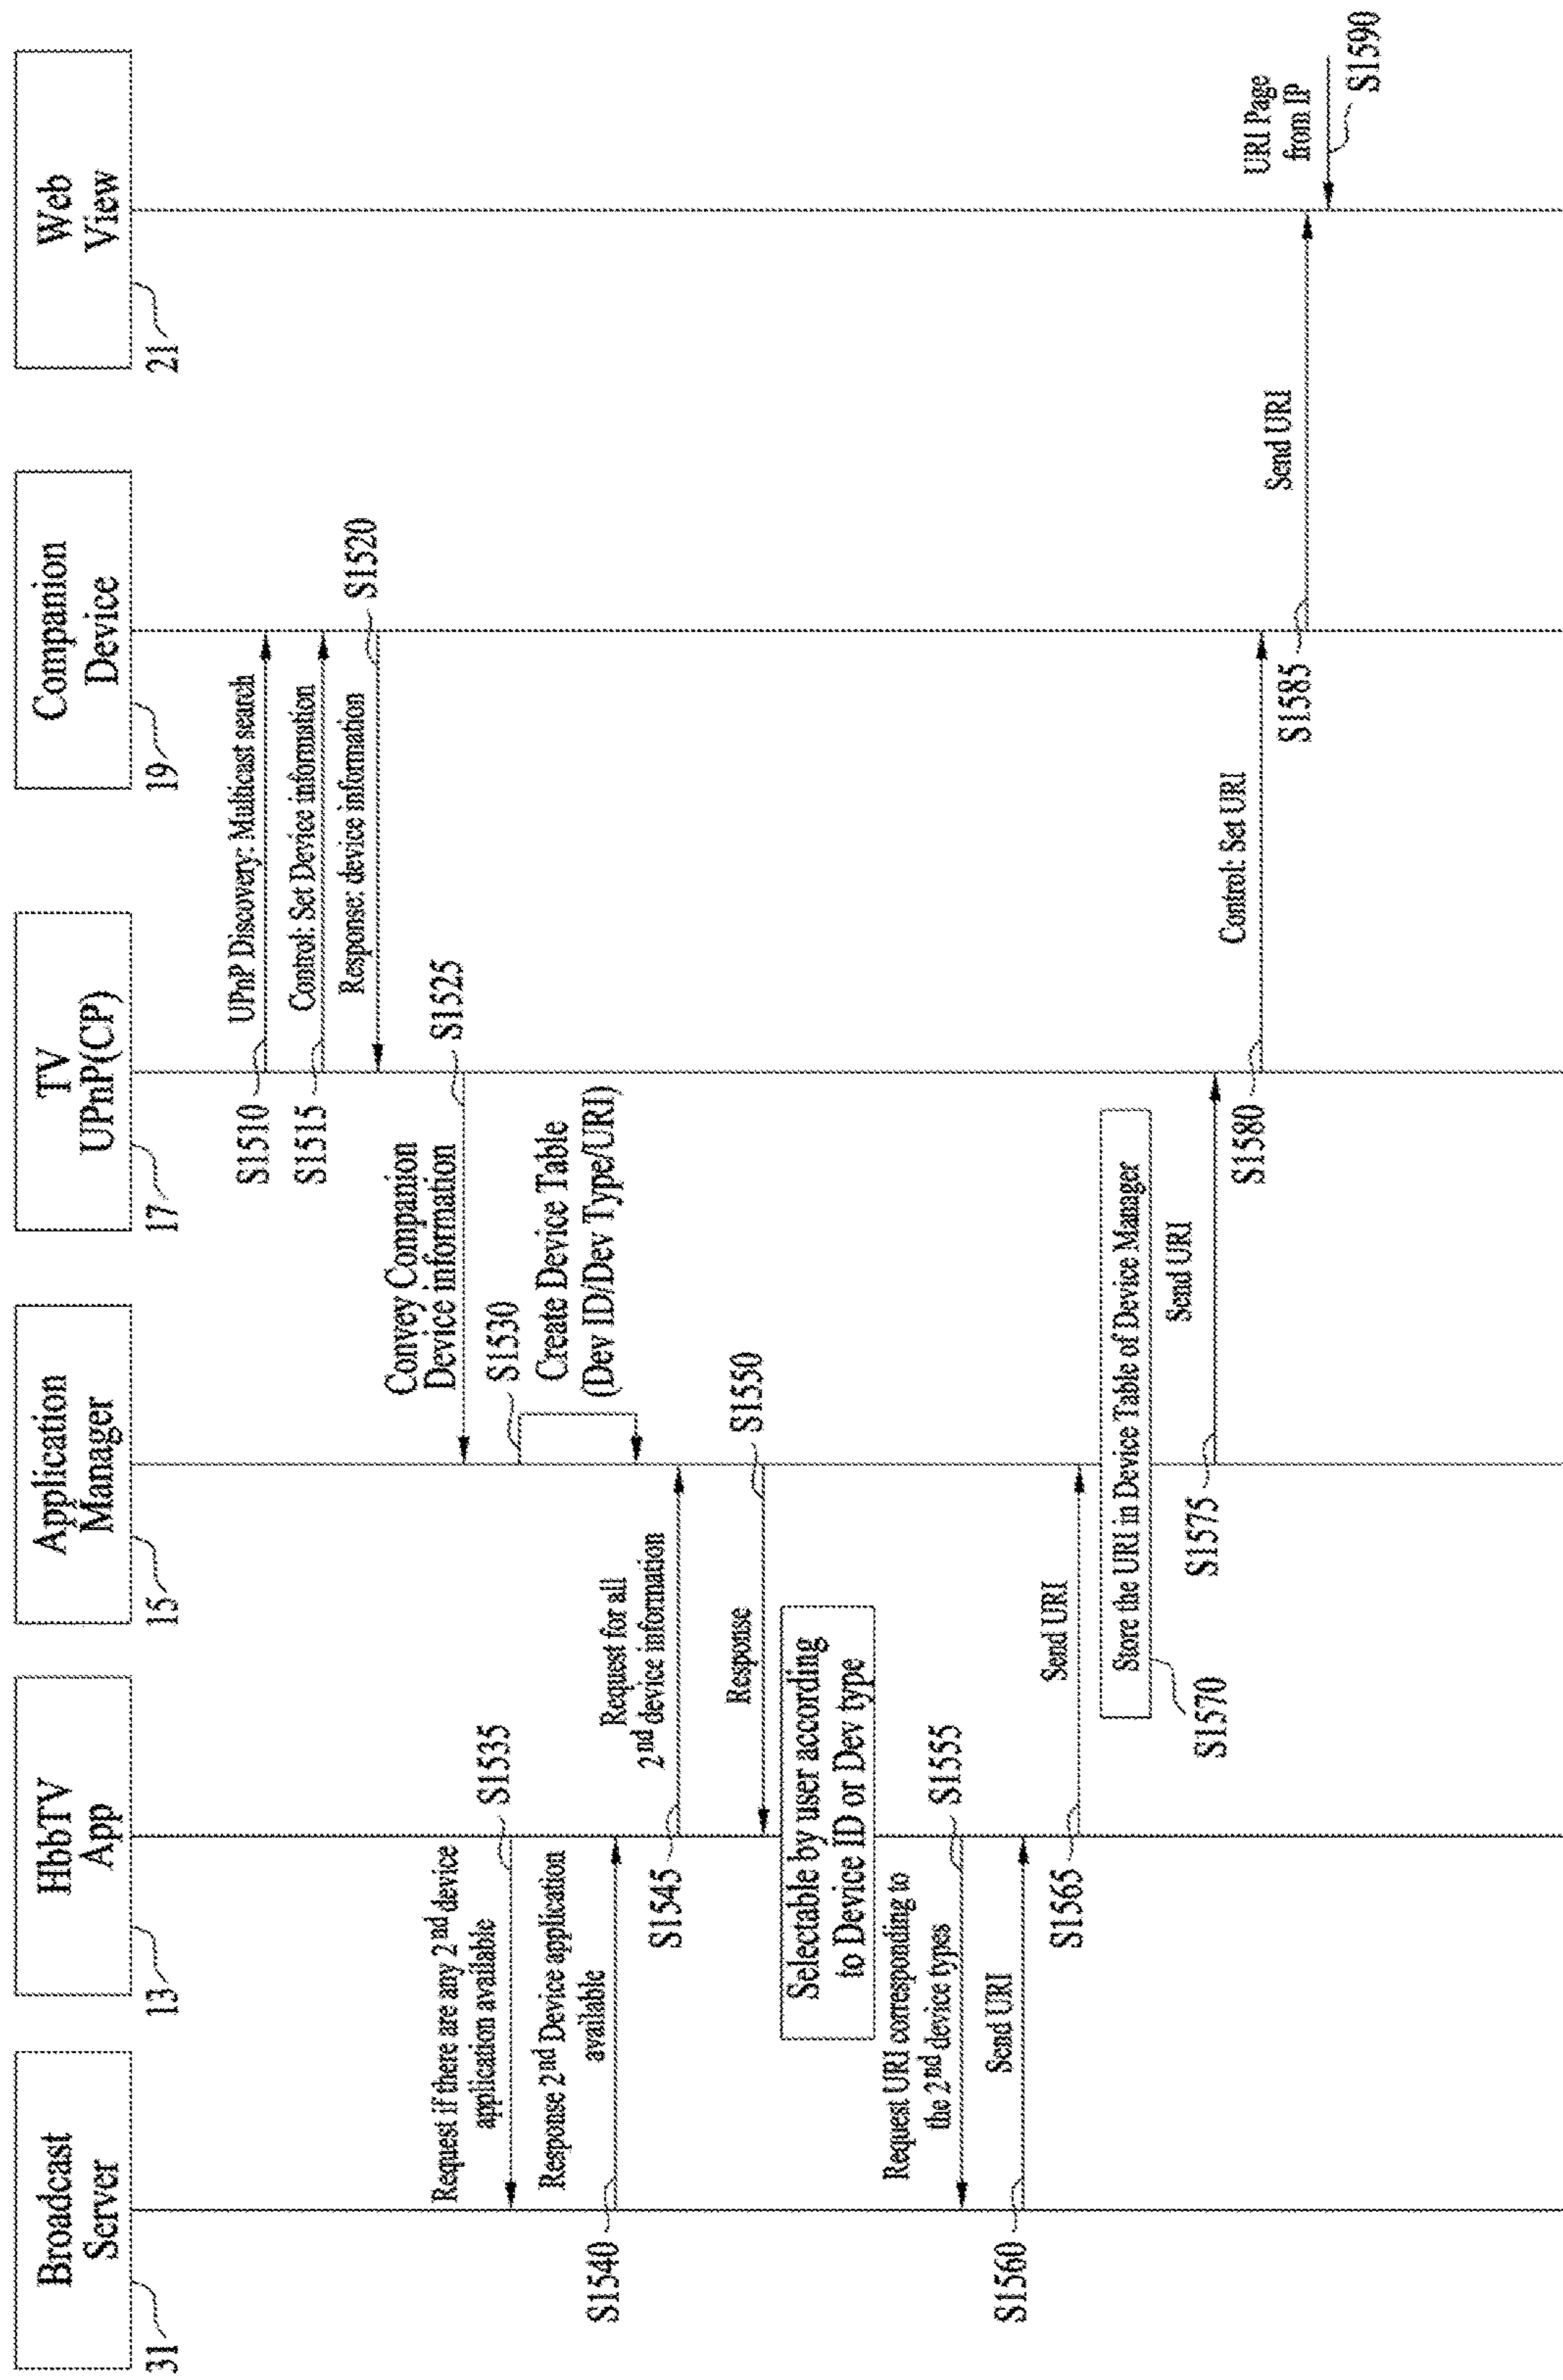 Broadcast
Server
31
HbbTV
App
13
Application
Manager
15
TV
UPnP(CP)
17
Companion
Device
19
Web
View
21
UPnP Discovery: Multicast search
S1510
Control: Set Device information
S1515
Response: device information
S1520
Convey Companion
Device information
S1525
S1530
Create Device Table
(Dev ID/Dev Type/URI)
Request if there are any 2nd device
application available
S1535
Response 2nd Device application
available
S1540
Request for all
2nd device information
S1545
Response
S1550
Selectable by user according
to Device ID or Dev type
Request URI corresponding to
the 2nd device types
S1555
Send URI
S1560
Send URI
S1565
Store the URI in Device Table of Device Manager
S1570
Send URI
S1575
Control: Set URI
S1580
Send URI
S1585
URI Page
from IP
S1590